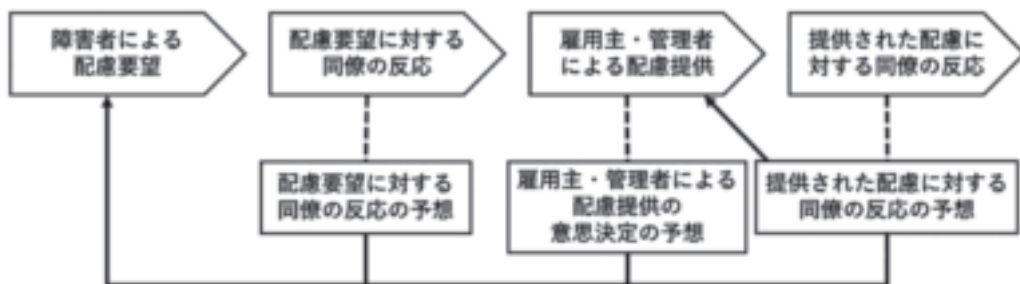 障害者による
配慮要望
配慮要望に対する
同僚の反応
雇用主・管理者
による配慮提供
提供された配慮に
対する同僚の反応
配慮要望に対する
同僚の反応の予想
雇用主・管理者による
配慮提供の
意思決定の予想
提供された配慮に対する
同僚の反応の予想